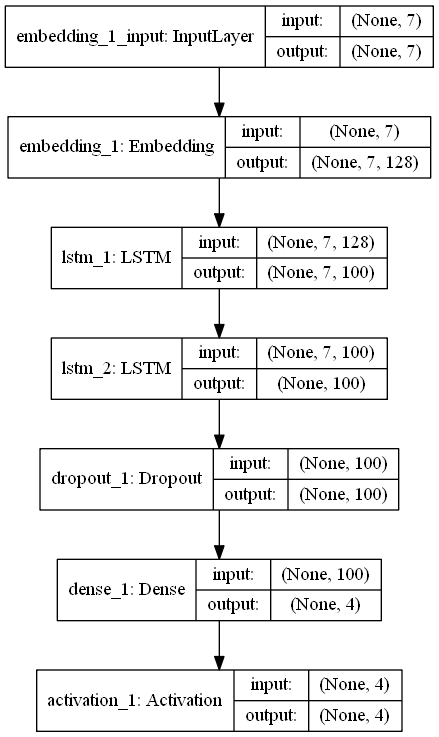 embedding_1_input: InputLayer
input: (None, 7)
output: (None, 7)
embedding_1: Embedding
input: (None, 7)
output: (None, 7, 128)
lstm_1: LSTM
input: (None, 7, 128)
output: (None, 7, 100)
lstm_2: LSTM
input: (None, 7, 100)
output: (None, 100)
dropout_1: Dropout
input: (None, 100)
output: (None, 100)
dense_1: Dense
input: (None, 100)
output: (None, 4)
activation_1: Activation
input: (None, 4)
output: (None, 4)